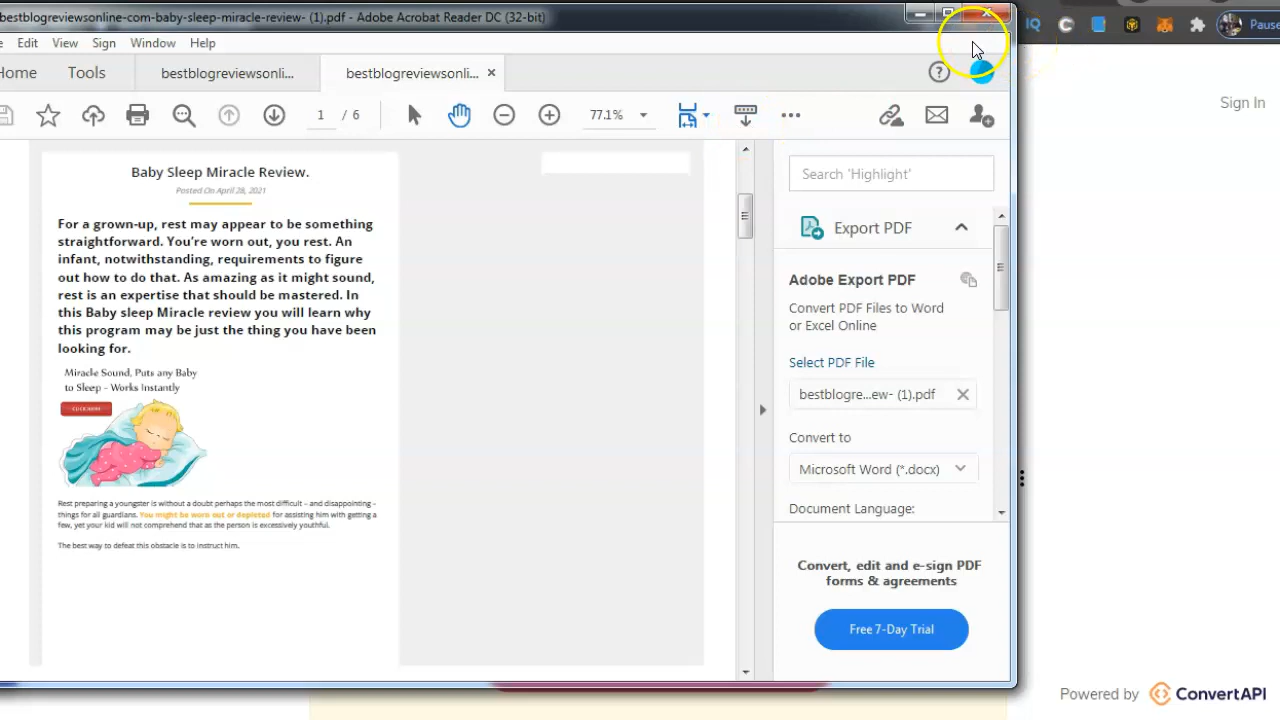 bestblogreviewsonline-com-baby-sleep-miracle-review- (1).pdf - Adobe Acrobat Reader DC (32-bit)
e Edit View Sign Window Help
Home Tools bestblogreviewsonli... bestblogreviewsonli... ×
1 / 6 77.1%
Pause
Sign In
Baby Sleep Miracle Review.
Posted On April 28, 2021
For a grown-up, rest may appear to be something
straightforward. You're worn out, you rest. An
infant, notwithstanding, requirements to figure
out how to do that. As amazing as it might sound,
rest is an expertise that should be mastered. In
this Baby sleep Miracle review you will learn why
this program may be just the thing you have been
looking for.
Miracle Sound, Puts any Baby
to Sleep - Works Instantly
Rest preparing a youngster is without a doubt perhaps the most difficult – and disappointing –
things for all guardians. You might be worn out or depleted for assisting him with getting a
few, yet your kid will not comprehend that as the person is excessively youthful.
The best way to defeat this obstacle is to instruct him.
Search 'Highlight'
Export PDF
Adobe Export PDF
Convert PDF Files to Word
or Excel Online
Select PDF File
bestblogre...ew- (1).pdf
Convert to
Microsoft Word (*.docx)
Document Language:
Convert, edit and e-sign PDF
forms & agreements
Free 7-Day Trial
Powered by ConvertAPI